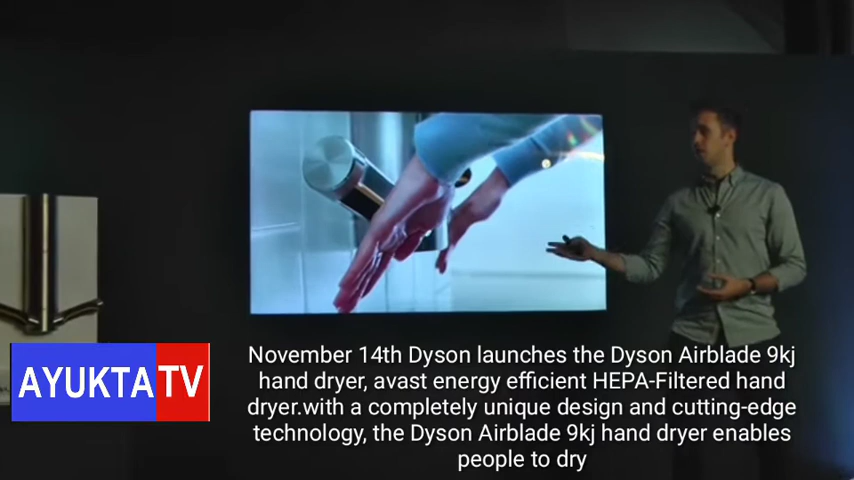 November 14th Dyson launches the Dyson Airblade 9kj
hand dryer, avast energy efficient HEPA-Filtered hand
dryer.with a completely unique design and cutting-edge
technology, the Dyson Airblade 9kj hand dryer enables
people to dry
AYUKTA TV